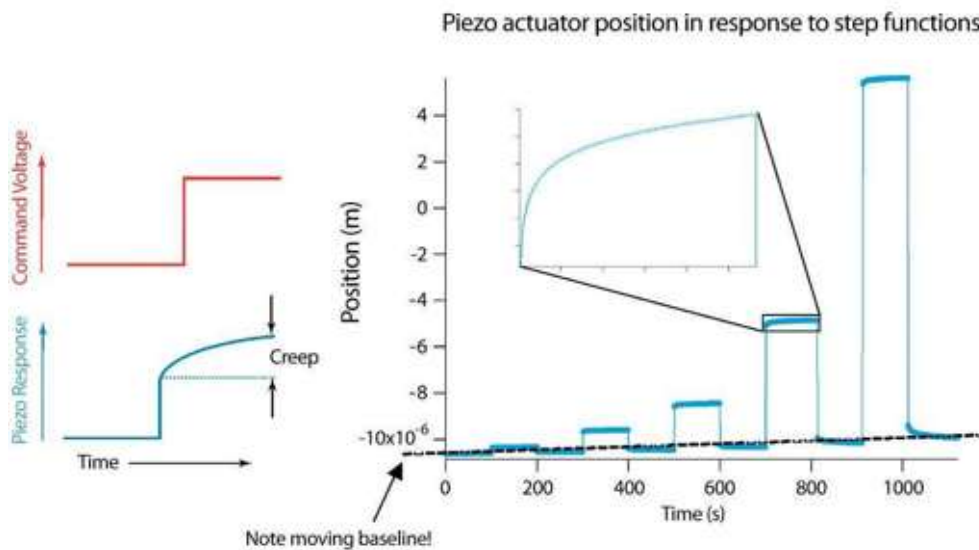 Piezo actuator position in response to step functions
Command Voltage
Piezo Response
Creep
Time
Position (m)
4
2
0
-2
-4
-6
-8
-10x10⁻⁶
0
200
400
600
800
1000
Time (s)
Note moving baseline!